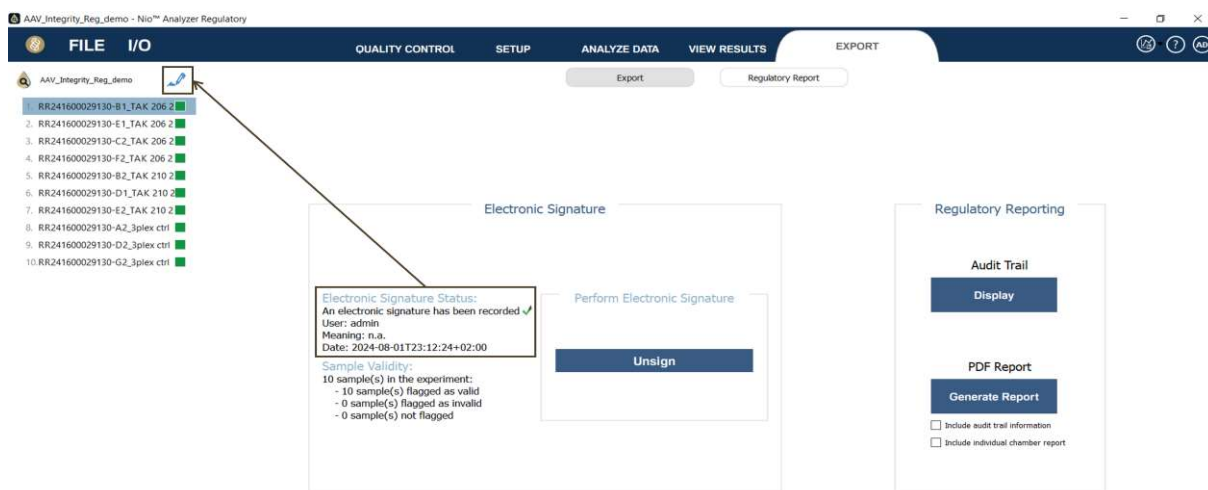 AAV_Integrity_Reg_demo - Nio™ Analyzer Regulatory
FILE I/O QUALITY CONTROL SETUP ANALYZE DATA VIEW RESULTS EXPORT ? AD
AAV_Integrity_Reg_demo
Export Regulatory Report
1. RR241600029130-B1_TAK 206 2
2. RR241600029130-E1_TAK 206 2
3. RR241600029130-C2_TAK 206 2
4. RR241600029130-F2_TAK 206 2
5. RR241600029130-B2_TAK 210 2
6. RR241600029130-D1_TAK 210 2
7. RR241600029130-E2_TAK 210 2
8. RR241600029130-A2_3plex ctrl
9. RR241600029130-D2_3plex ctrl
10. RR241600029130-G2_3plex ctrl
Electronic Signature
Electronic Signature Status:
An electronic signature has been recorded
User: admin
Meaning: n.a.
Date: 2024-08-01T23:12:24+02:00
Sample Validity:
10 sample(s) in the experiment:
- 10 sample(s) flagged as valid
- 0 sample(s) flagged as invalid
- 0 sample(s) not flagged
Perform Electronic Signature
Unsign
Regulatory Reporting
Audit Trail
Display
PDF Report
Generate Report
Include audit trail information
Include individual chamber report